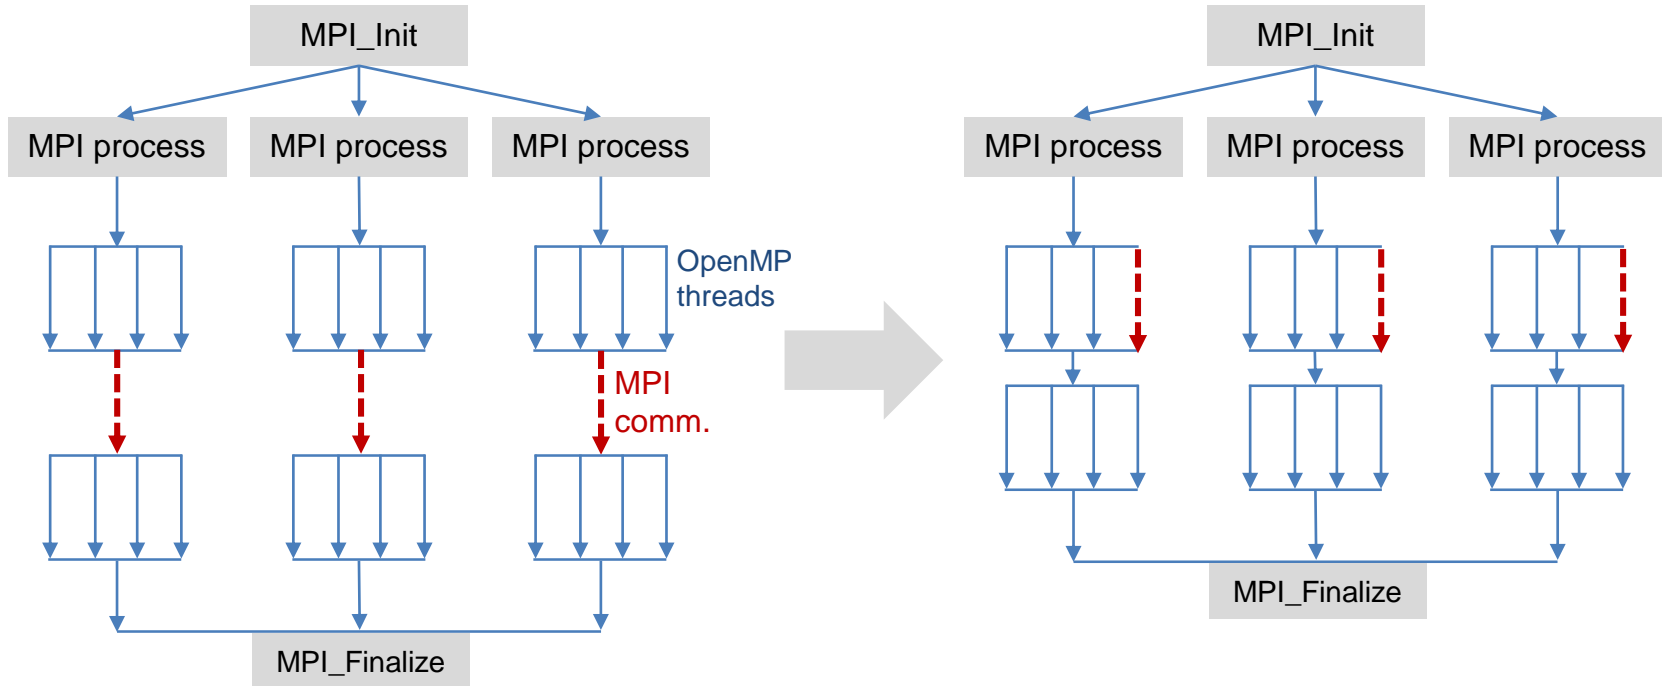 MPI_Init
MPI process
MPI process
MPI process
OpenMP
threads
MPI
comm.
MPI_Finalize
MPI_Init
MPI process
MPI process
MPI process
MPI_Finalize